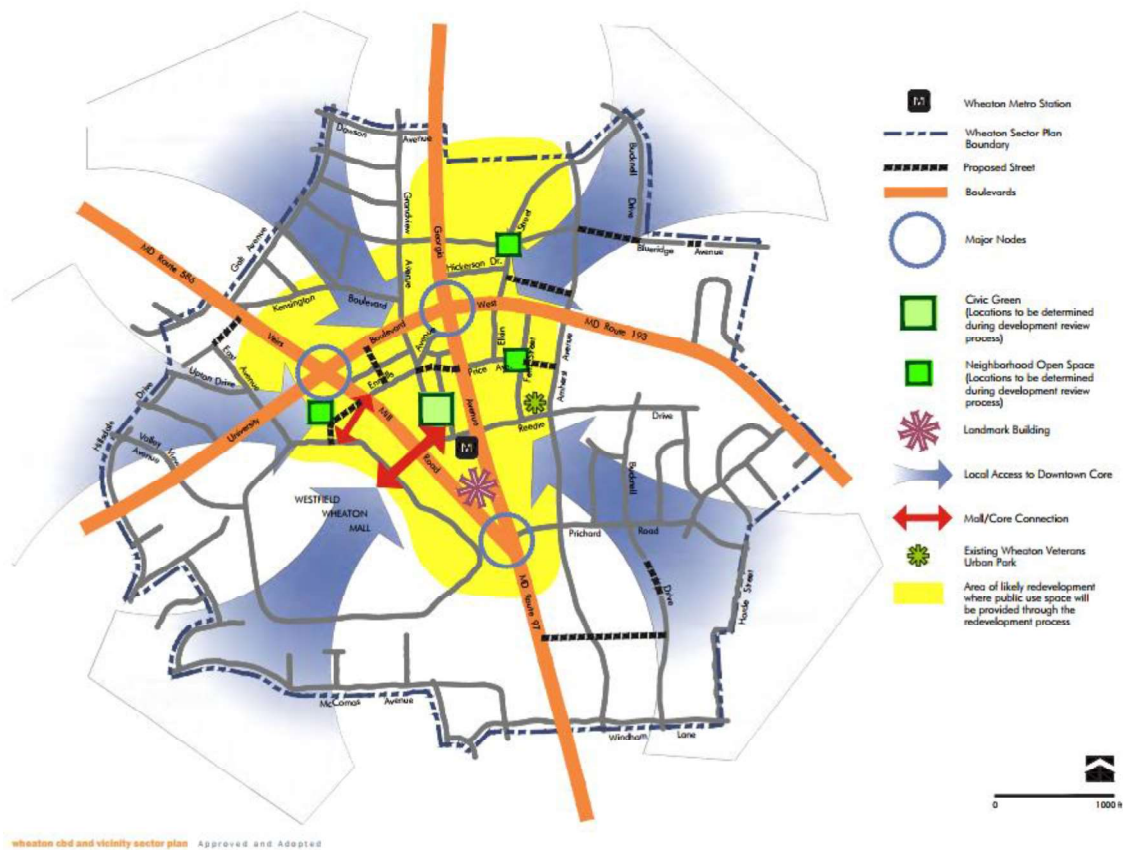 Dawson Avenue
Bucknell Drive
Grandview Avenue
Georgia
Street
Blueridge Avenue
MD Route 586
Galt Avenue
Hickerson Dr.
Kensington Boulevard
West
MD Route 193
Veirs
Boulevard
Avenue
Elkin
East Avenue
Ennalls
Price
Amherst Avenue
Upton Drive
Drive
Mill
Avenue
Reedie Drive
Hillsdale
Valley View
Avenue
University
M
Road
Bucknell
WESTFIELD
WHEATON
MALL
Prichard Road
MD Route 97
Drive
McComas Avenue
Windham Lane
M Wheaton Metro Station
Wheaton Sector Plan
Boundary
Proposed Street
Boulevards
Major Nodes
Civic Green
(Locations to be determined
during development review
process)
Neighborhood Open Space
(Locations to be determined
during development review
process)
Landmark Building
Local Access to Downtown Core
Mall/Core Connection
Existing Wheaton Veterans
Urban Park
Area of likely redevelopment
where public use space will
be provided through the
redevelopment process
0 1000 ft
wheaton cbd and vicinity sector plan Approved and Adopted